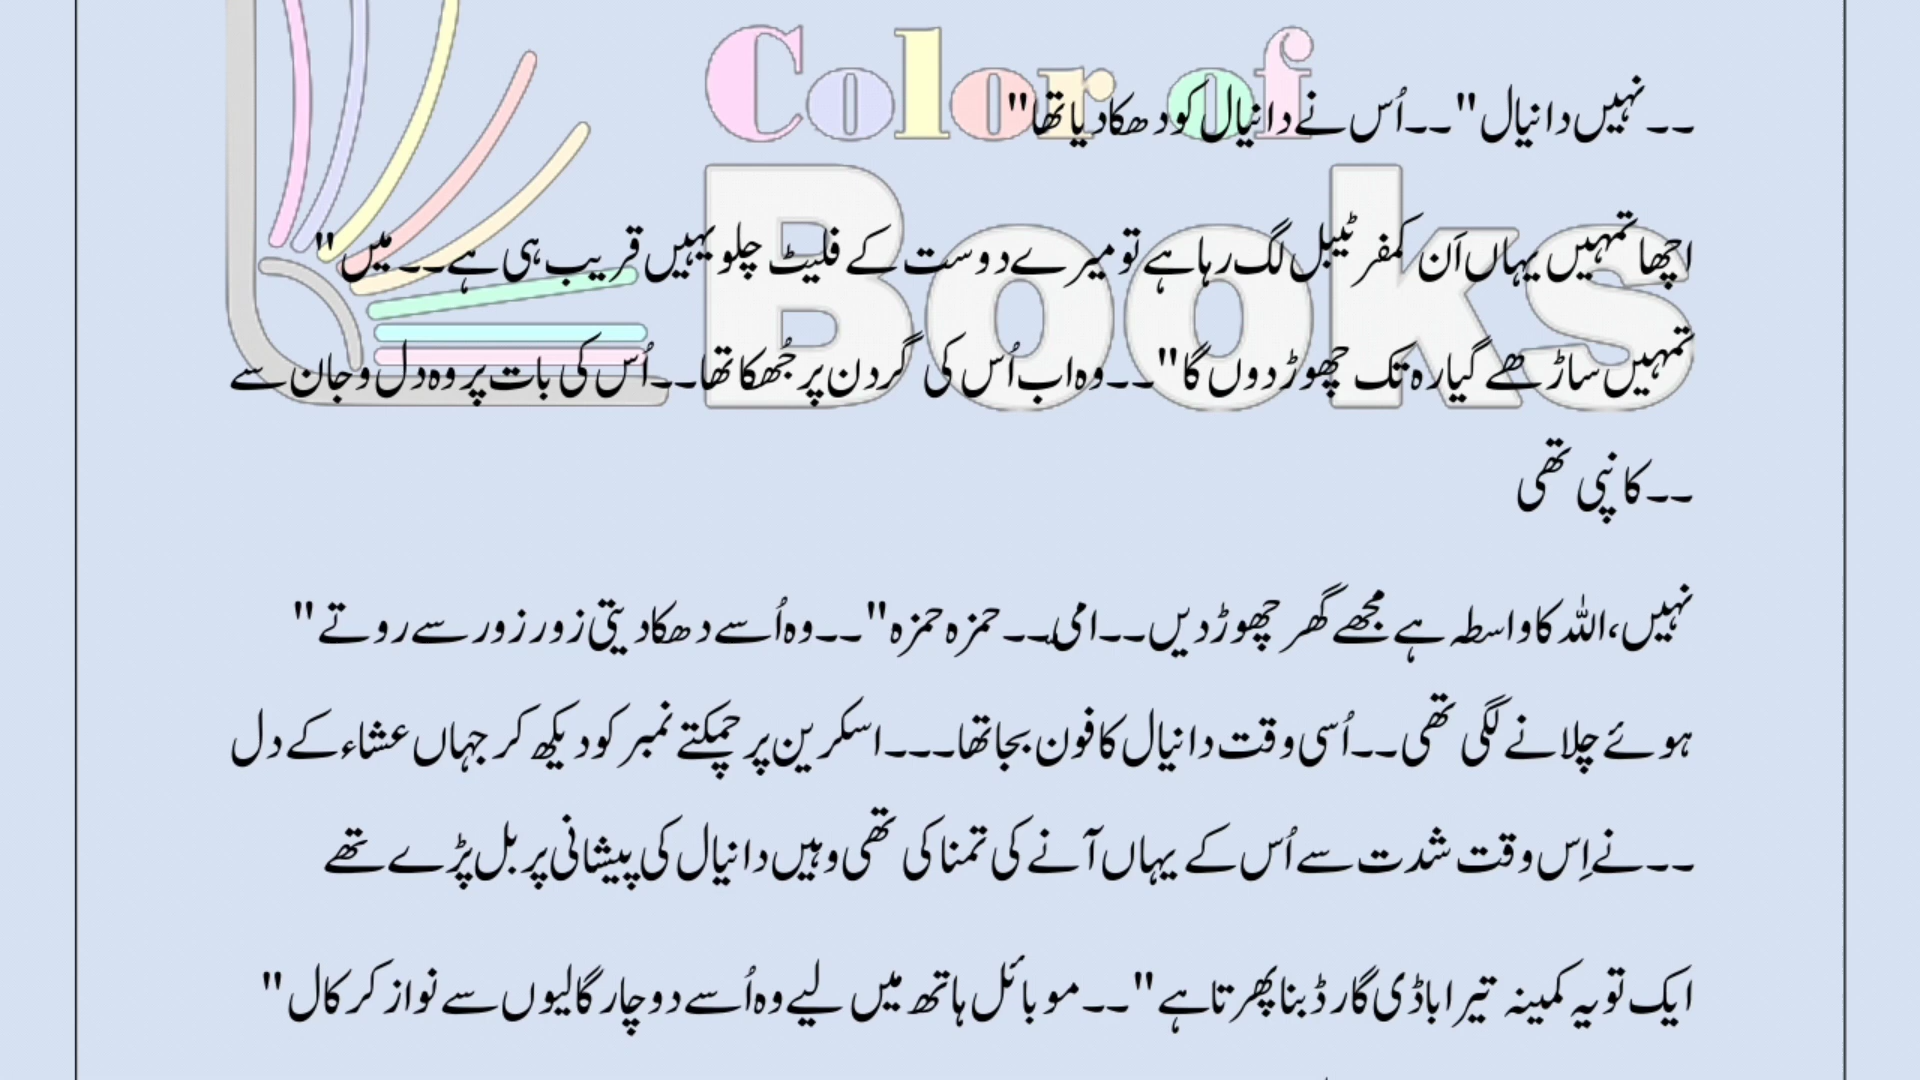 Color of
Books
۔۔نہیں دانیال"۔۔اُس نے دانیال کو دھکا دیا تھا"
اچھا تمہیں یہاں اَن کمفرٹیبل لگ رہا ہے تو میرے دوست کے فلیٹ چلو یہیں قریب ہی ہے۔۔میں"
تمہیں ساڑھے گیارہ تک چھوڑ دوں گا"۔۔وہ اب اُس کی گردن پر جُھکا تھا۔۔اُس کی بات پر وہ دل و جان سے
۔۔کانپی تھی
نہیں،اللہ کا واسطہ ہے مجھے گھر چھوڑ دیں۔۔امی۔۔حمزہ حمزہ"۔۔وہ اُسے دھکا دیتی زور زور سے روتے"
ہوئے چلانے لگی تھی۔۔اُسی وقت دانیال کا فون بجا تھا۔۔۔اسکرین پر چمکتے نمبر کو دیکھ کر جہاں عشاء کے دل
۔۔نے اِس وقت شدت سے اُس کے یہاں آنے کی تمنا کی تھی وہیں دانیال کی پیشانی پر بل پڑے تھے
ایک تو یہ کمینہ تیرا باڈی گارڈ بنا پھرتا ہے"۔۔موبائل ہاتھ میں لیے وہ اُسے دو چار گالیوں سے نواز کر کال"